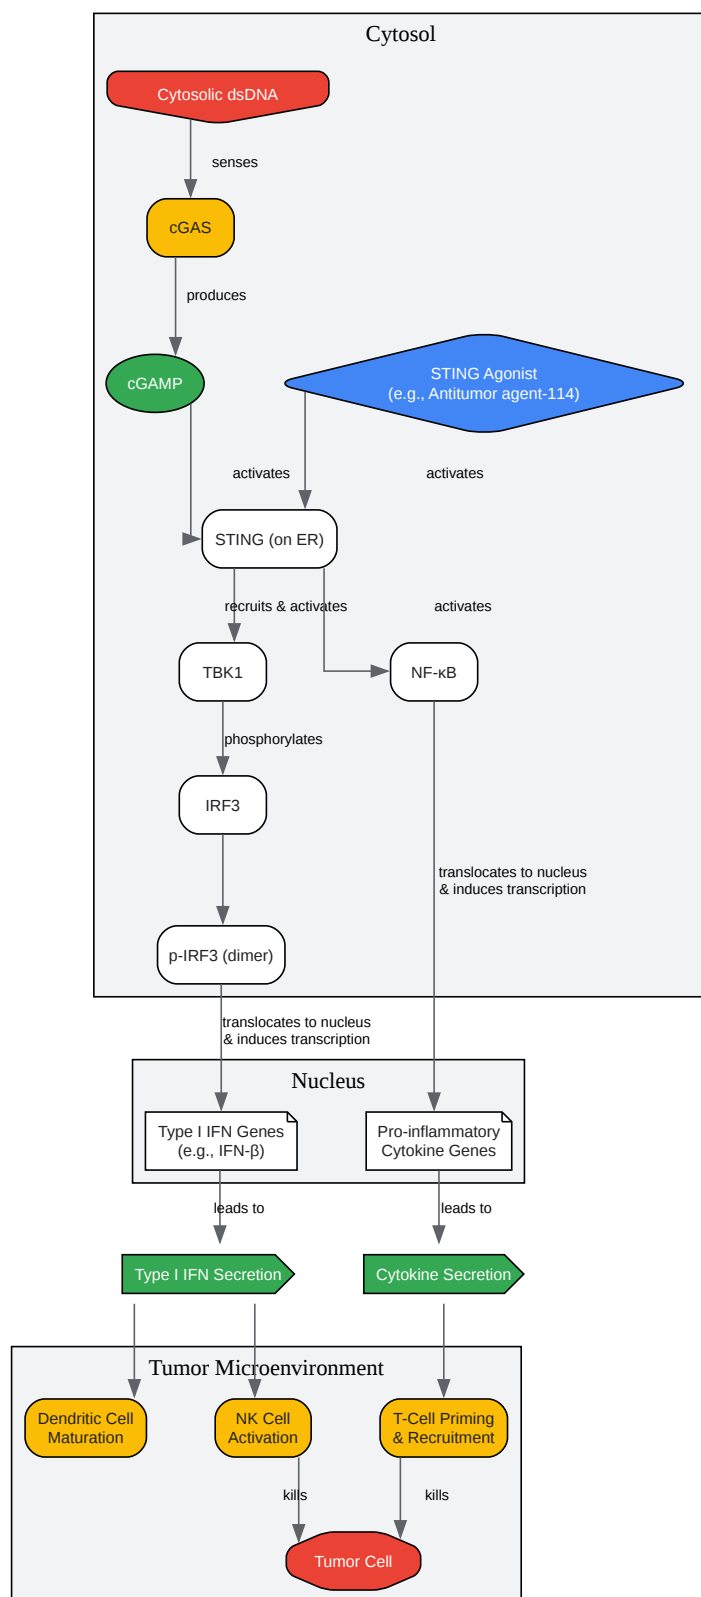 Cytosol
Cytosolic dsDNA
senses
cGAS
produces
cGAMP
STING Agonist
(e.g., Antitumor agent-114)
activates
activates
STING (on ER)
recruits & activates
activates
TBK1
NF-κB
phosphorylates
IRF3
translocates to nucleus
& induces transcription
p-IRF3 (dimer)
translocates to nucleus
& induces transcription
Nucleus
Type I IFN Genes
(e.g., IFN-β)
Pro-inflammatory
Cytokine Genes
leads to
leads to
Type I IFN Secretion
Cytokine Secretion
Tumor Microenvironment
Dendritic Cell
Maturation
NK Cell
Activation
T-Cell Priming
& Recruitment
kills
kills
Tumor Cell